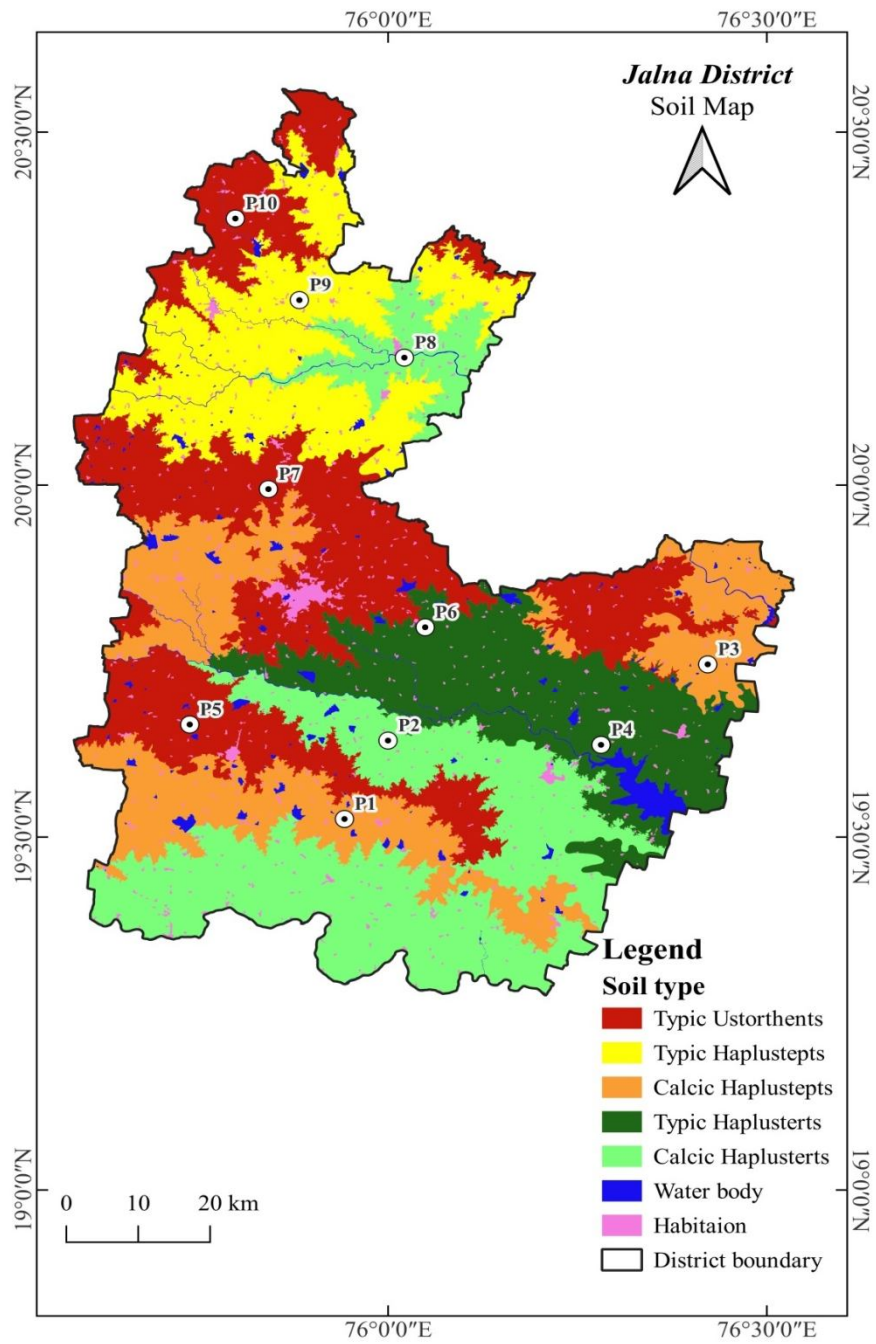 76°0'0"E
76°30'0"E
Jalna District
Soil Map
20°30'0"N
20°30'0"N
P10
P9
P8
20°0'0"N
20°0'0"N
P7
P6
P3
P5
P2
P4
P1
19°30'0"N
19°30'0"N
Legend
Soil type
Typic Ustorthents
Typic Haplustepts
Calcic Haplustepts
Typic Haplusterts
Calcic Haplusterts
Water body
Habitaion
District boundary
19°0'0"N
19°0'0"N
0 10 20 km
76°0'0"E
76°30'0"E